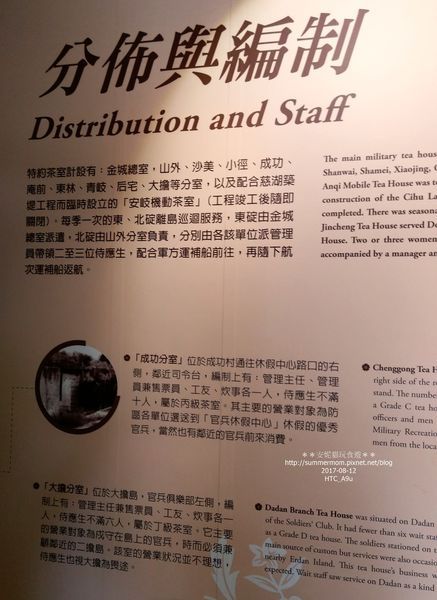 分佈與編制
Distribution and Staff
特約茶室計設有：金城總室，山外、沙美、小徑、成功、
庵前、東林、青岐、后宅、大擔等分室，以及配合慈湖築
堤工程而臨時設立的「安岐機動茶室」（工程竣工後隨即
關閉）。每季一次的東、北碇離島巡迴服務，東碇由金城
總室派遣，北碇由山外分室負責，分別由各該單位派管理
員帶領二至三位侍應生，配合軍方運補船前往，再隨下航
次運補船返航。
The main military tea hous
Shanwai, Shamei, Xiaojing, C
Anqi Mobile Tea House was t
construction of the Cihu La
completed. There was season
Jincheng Tea House served Do
House. Two or three women
accompanied by a manager an
「成功分室」位於成功村通往休假中心路口的右
側，鄰近司令台，編制上有：管理主任、管理
員兼售票員、工友、炊事各一人，侍應生不滿
十人，屬於丙級茶室。其主要的營業對象為防
區各單位選送到「官兵休假中心」休假的優秀
官兵，當然也有鄰近的官兵前來消費。
Chenggong Tea H
right side of the r
stand. The number
a Grade C tea ho
officers and men
Military Recreatio
men from the local
＊＊安妮貓玩食遊＊＊
http://summermom.pixnet.net/blog
2017-08-12
HTC_A9u
「大擔分室」位於大擔島，官兵俱樂部左側，編
制上有：管理員兼售票員、工友、炊事各一
人，侍應生不滿六人，屬於丁級茶室。它主要
的營業對象為戍守在島上的官兵，時而必須兼
顧鄰近的二擔島。該室的營業狀況並不理想，
侍應生也視大擔為畏途。
Dadan Branch Tea House was situated on Dadan
of the Soldiers' Club. It had fewer than six wait stat
as a Grade D tea house. The soldiers stationed on t
main source of custom but services were also occasio
nearby Erdan Island. This tea house's business w
expected. Wait staff saw service on Dadan as a kind